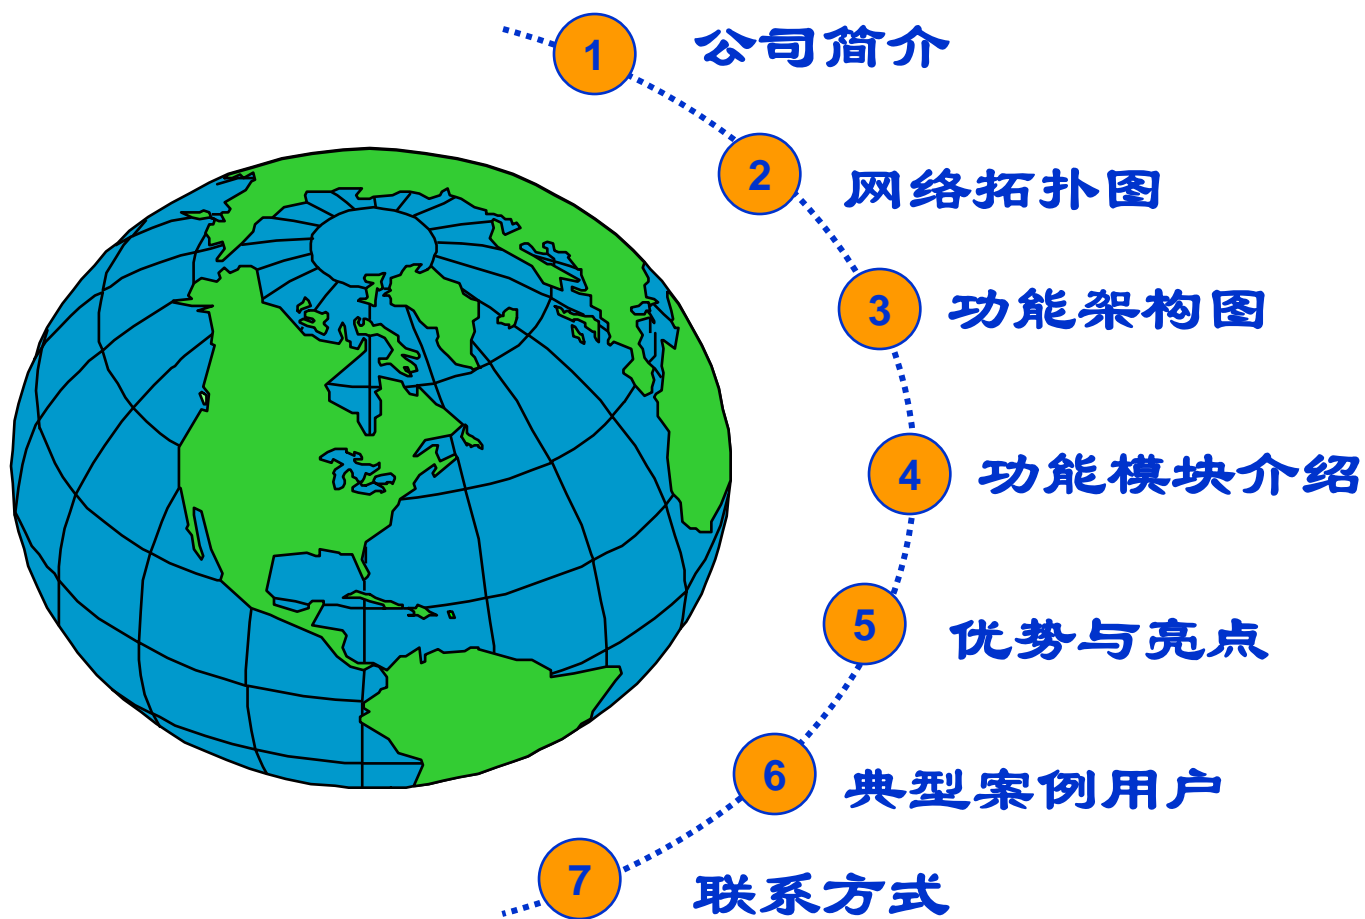 1 公司简介
2 网络拓扑图
3 功能架构图
4 功能模块介绍
5 优势与亮点
6 典型案例用户
7 联系方式